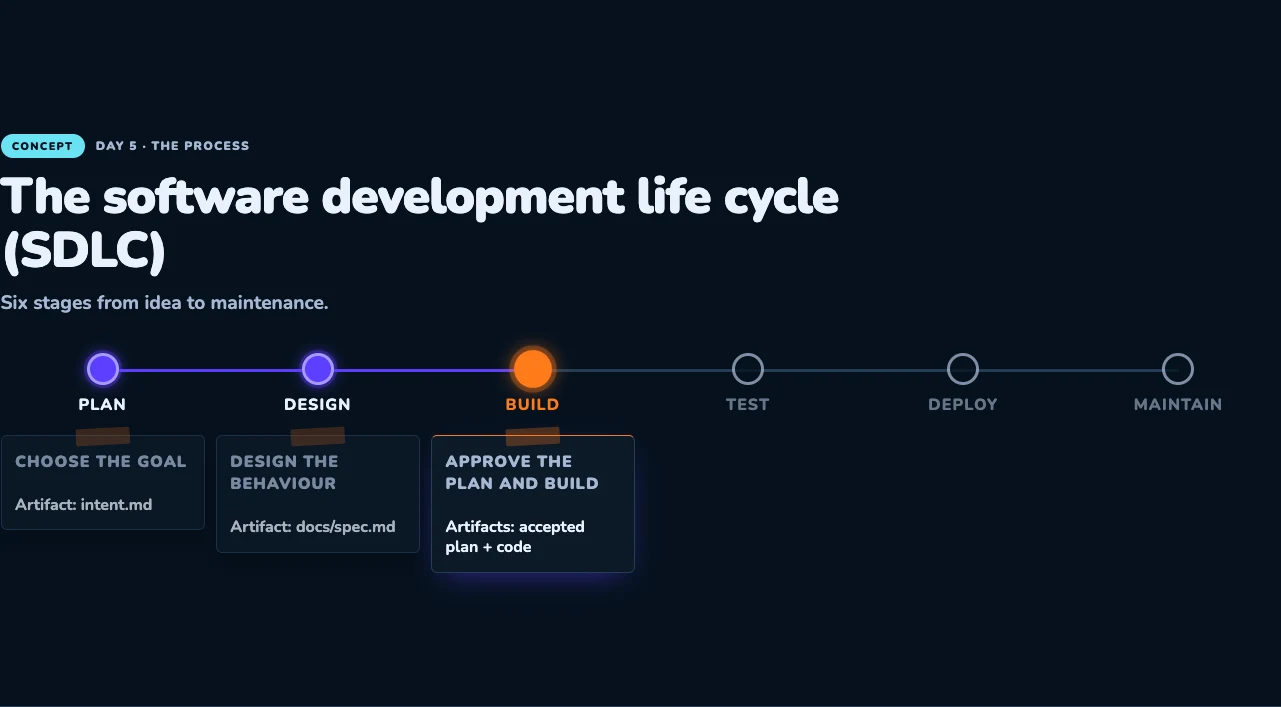 CONCEPT DAY 5 · THE PROCESS
The software development life cycle
(SDLC)
Six stages from idea to maintenance.
PLAN DESIGN BUILD TEST DEPLOY MAINTAIN
CHOOSE THE GOAL
Artifact: intent.md
DESIGN THE
BEHAVIOUR
Artifact: docs/spec.md
APPROVE THE
PLAN AND BUILD
Artifacts: accepted
plan + code